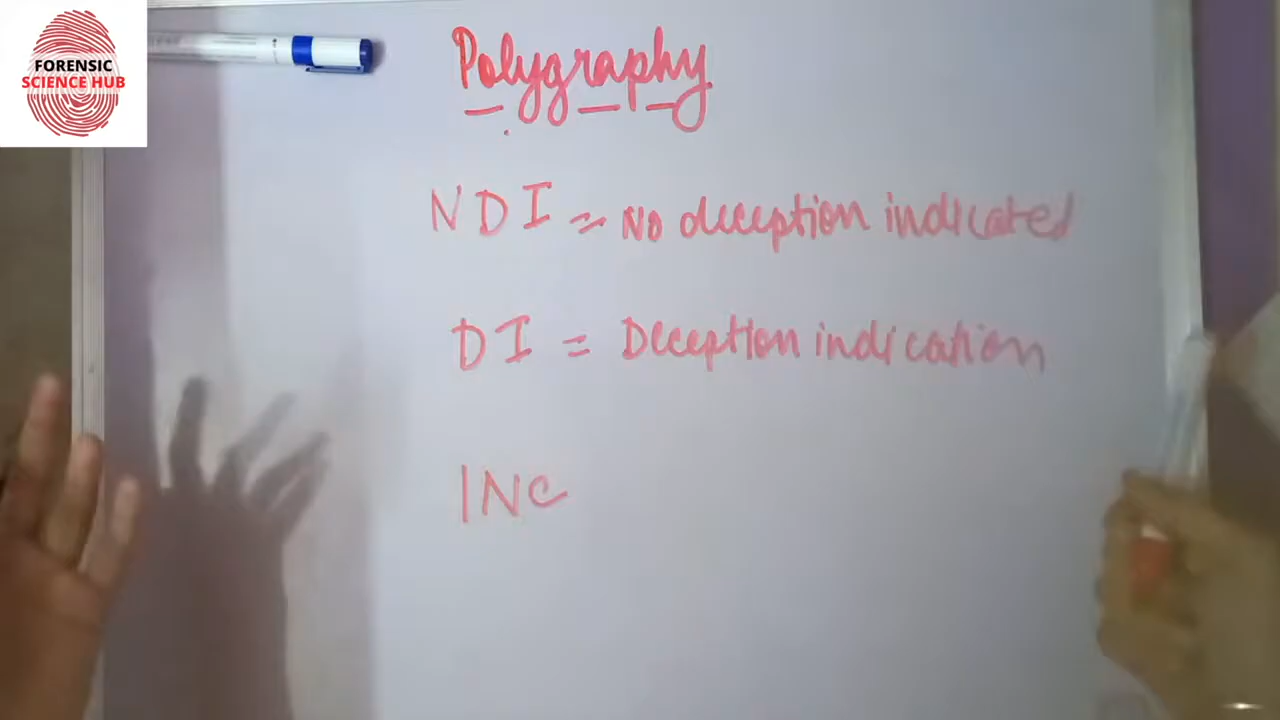 FORENSIC
SCIENCE HUB
Polygraphy
NDI = No deception indicated
DI = Deception indication
INC